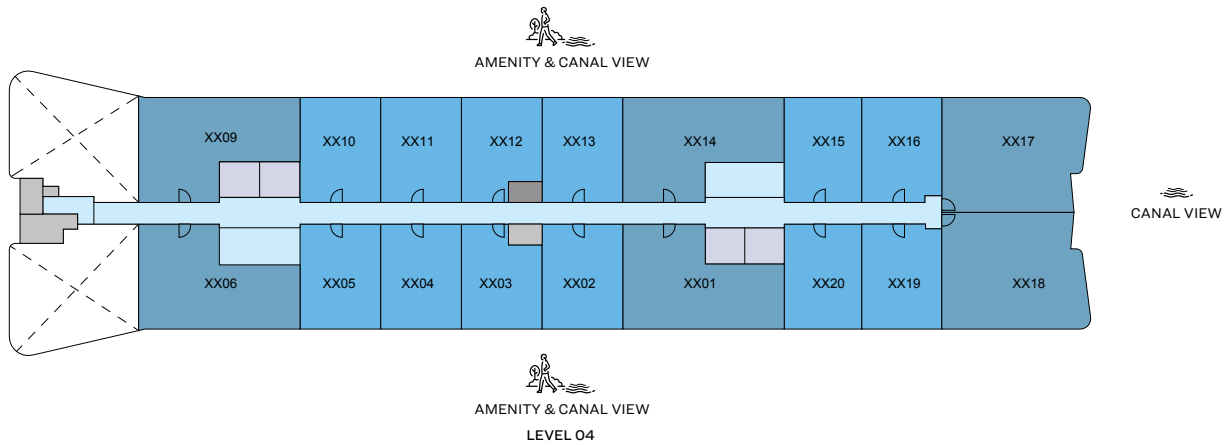 AMENITY & CANAL VIEW
XX09
XX10
XX11
XX12
XX13
XX14
XX15
XX16
XX17
CANAL VIEW
XX06
XX05
XX04
XX03
XX02
XX01
XX20
XX19
XX18
AMENITY & CANAL VIEW
LEVEL 04